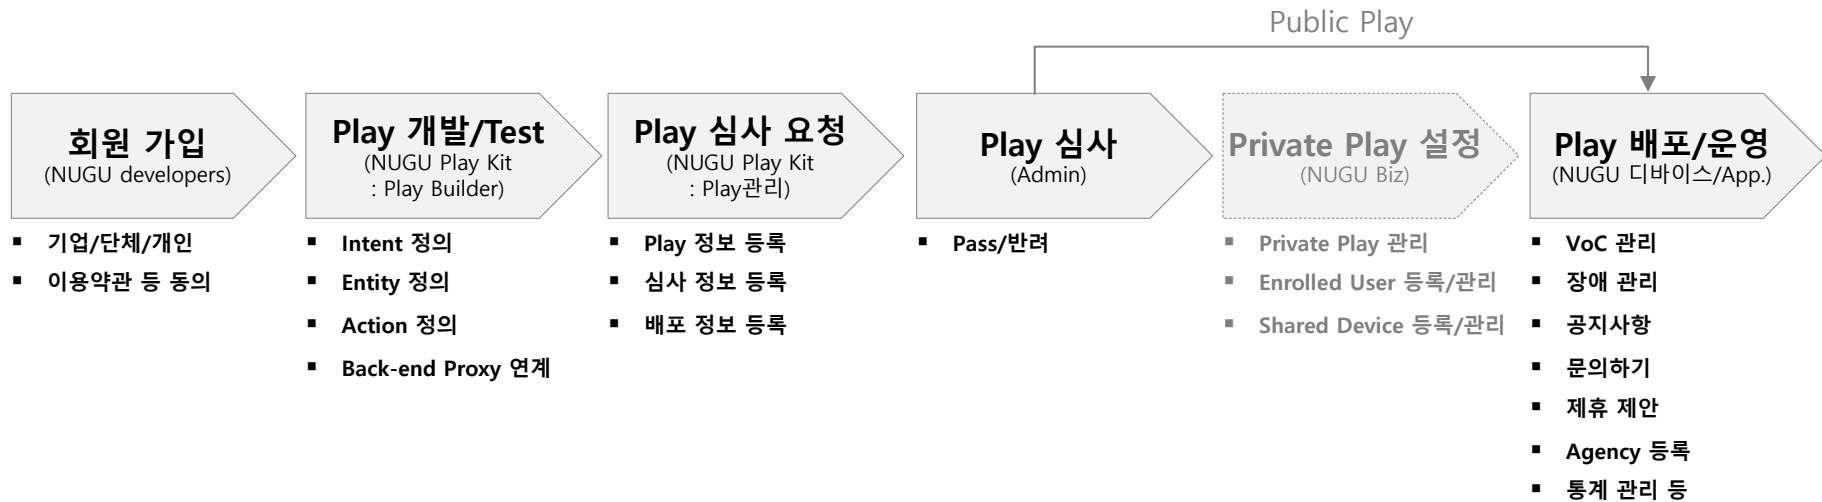 Public Play
회원 가입
(NUGU developers)
▪ 기업/단체/개인
▪ 이용약관 등 동의
Play 개발/Test
(NUGU Play Kit
: Play Builder)
▪ Intent 정의
▪ Entity 정의
▪ Action 정의
▪ Back-end Proxy 연계
Play 심사 요청
(NUGU Play Kit
: Play관리)
▪ Play 정보 등록
▪ 심사 정보 등록
▪ 배포 정보 등록
Play 심사
(Admin)
▪ Pass/반려
Private Play 설정
(NUGU Biz)
▪ Private Play 관리
▪ Enrolled User 등록/관리
▪ Shared Device 등록/관리
Play 배포/운영
(NUGU 디바이스/App.)
▪ VoC 관리
▪ 장애 관리
▪ 공지사항
▪ 문의하기
▪ 제휴 제안
▪ Agency 등록
▪ 통계 관리 등